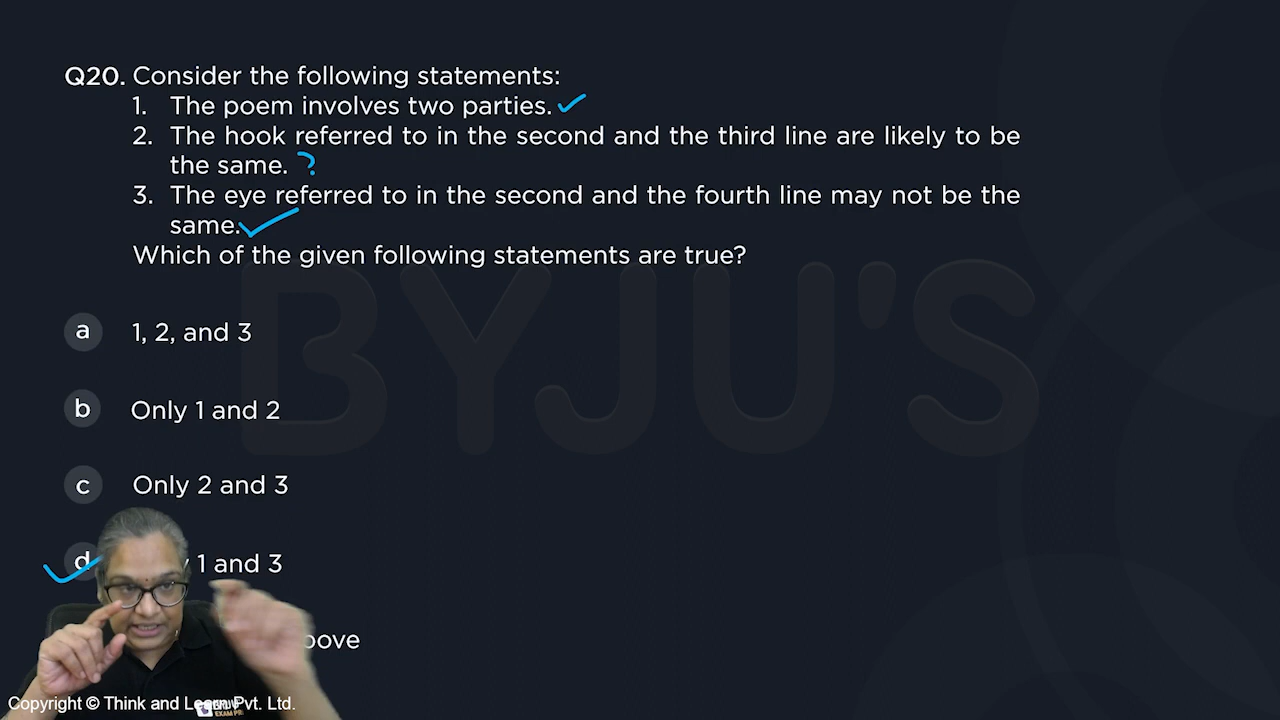 Q20. Consider the following statements:
1. The poem involves two parties.
2. The hook referred to in the second and the third line are likely to be
the same. ?
3. The eye referred to in the second and the fourth line may not be the
same.
Which of the given following statements are true?
BYJU'S
a 1, 2, and 3
b Only 1 and 2
c Only 2 and 3
d 1 and 3
Copyright © Think and Learn Pvt. Ltd.